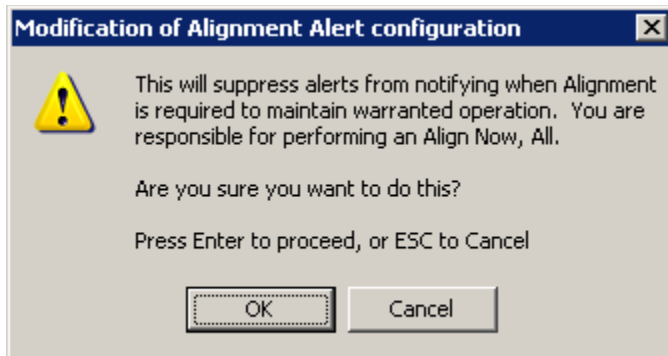 Modification of Alignment Alert configuration
This will suppress alerts from notifying when Alignment
is required to maintain warranted operation.  You are
responsible for performing an Align Now, All.
Are you sure you want to do this?
Press Enter to proceed, or ESC to Cancel
OK
Cancel